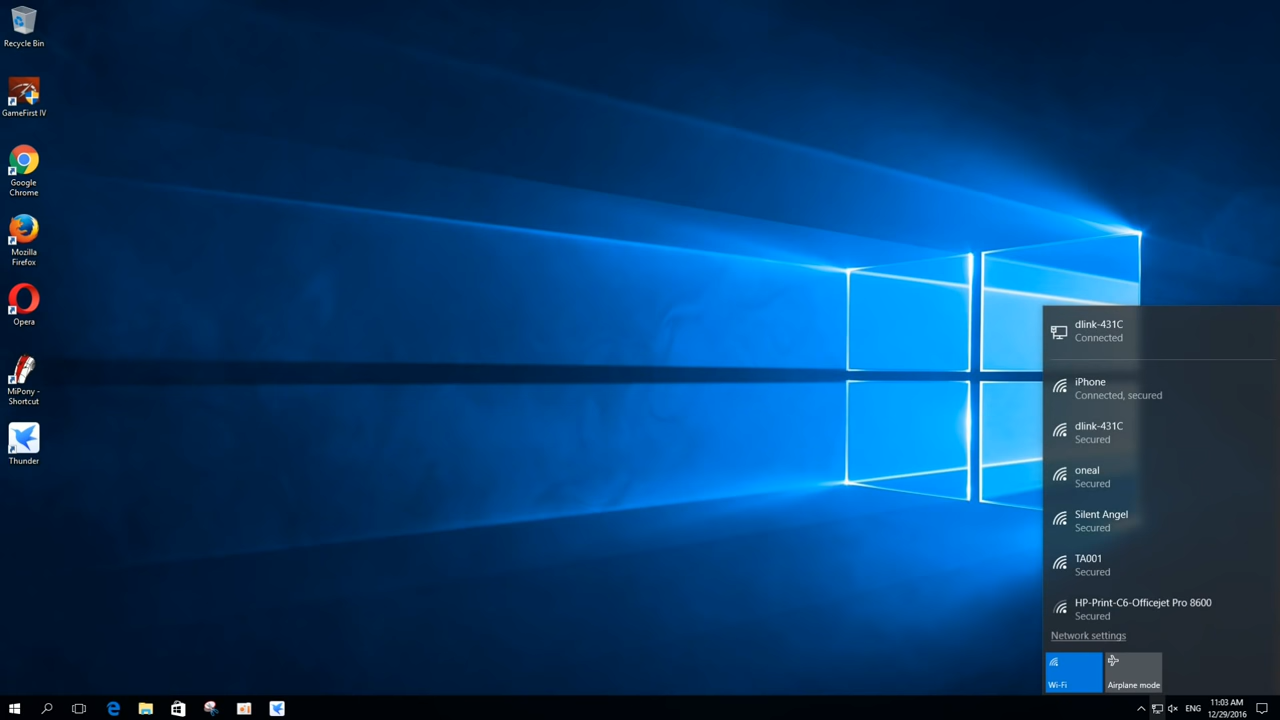 Recycle Bin
GameFirst IV
Google
Chrome
Mozilla
Firefox
Opera
MiPony -
Shortcut
Thunder
dlink-431C
Connected
iPhone
Connected, secured
dlink-431C
Secured
oneal
Secured
Silent Angel
Secured
TA001
Secured
HP-Print-C6-Officejet Pro 8600
Secured
Network settings
Wi-Fi
Airplane mode
ENG
11:03 AM
12/29/2016